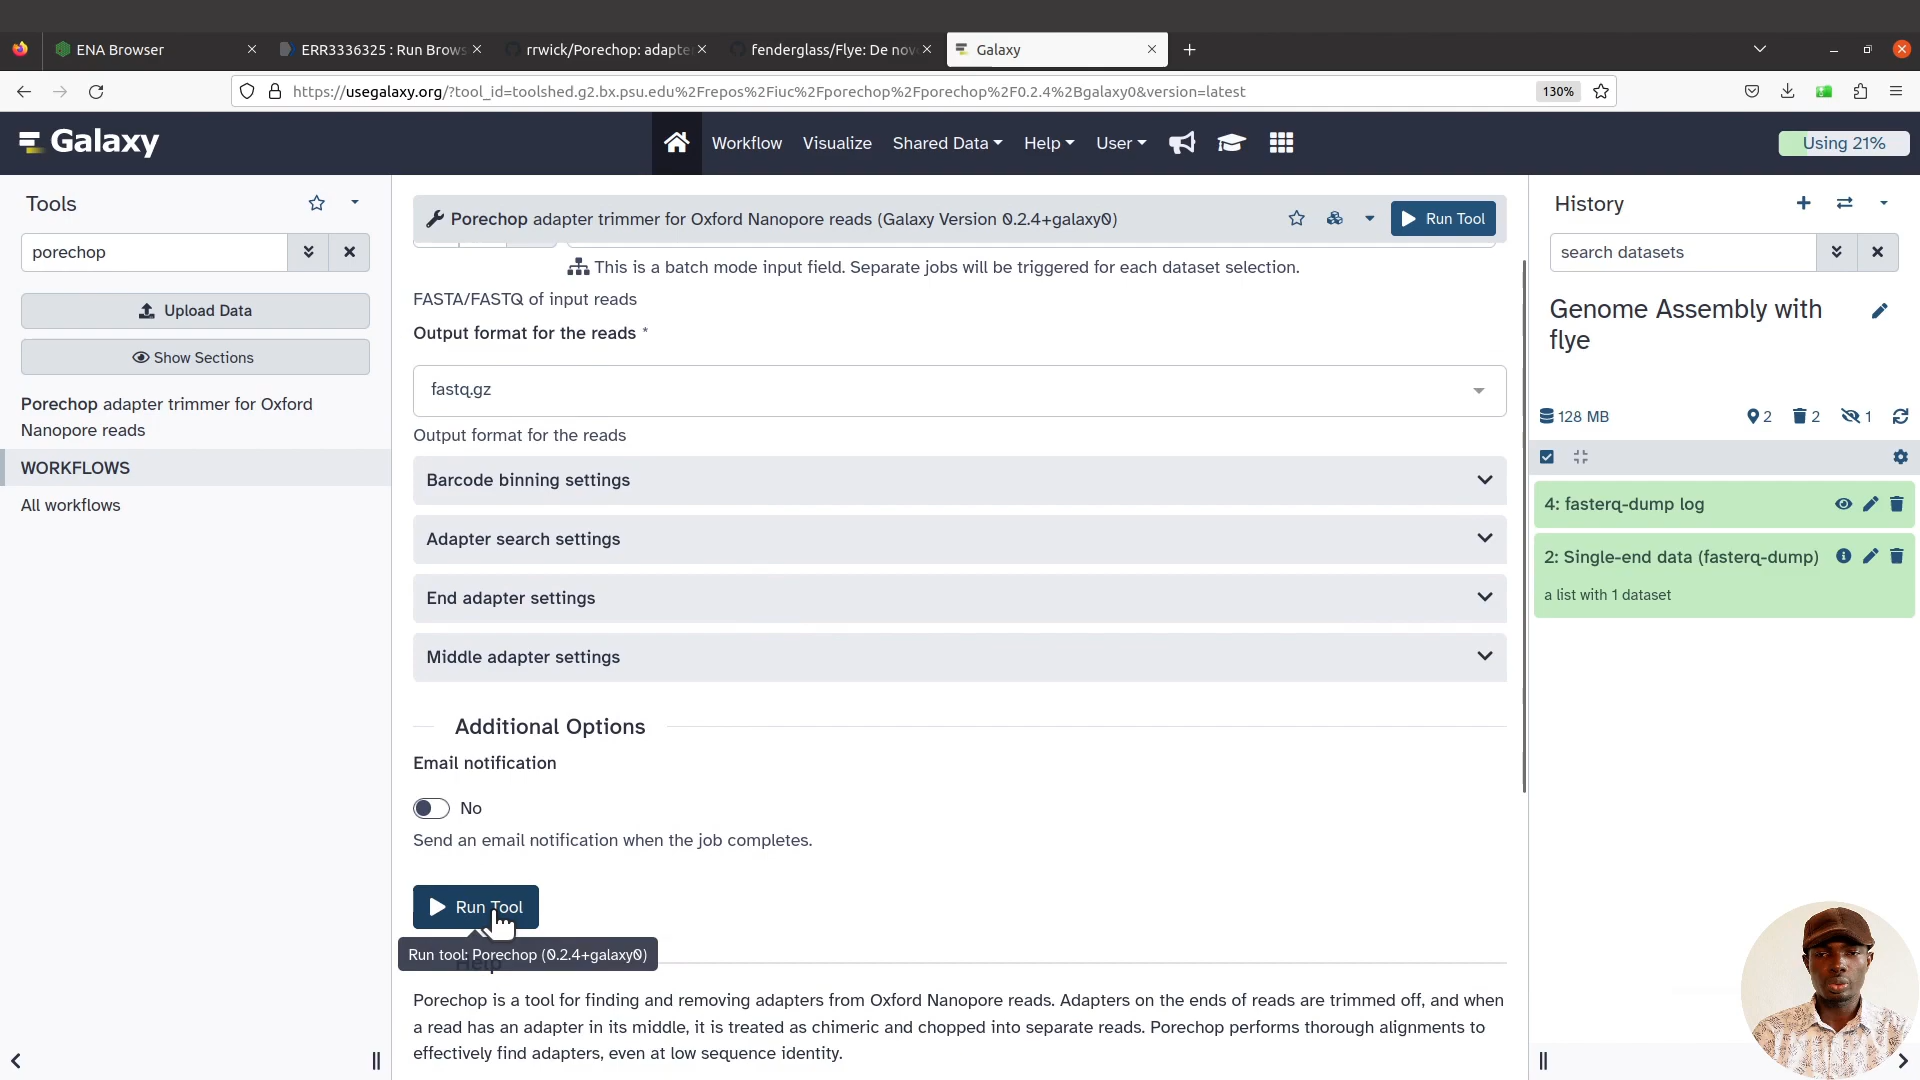 ENA Browser
ERR3336325 : Run Brows
rrwick/Porechop: adapte
fenderglass/Flye: De nov
Galaxy
https://usegalaxy.org/?tool_id=toolshed.g2.bx.psu.edu%2Frepos%2Fiuc%2Fporechop%2Fporechop%2F0.2.4%2Bgalaxy0&version=latest
130%
Galaxy
Workflow
Visualize
Shared Data
Help
User
Using 21%
Tools
porechop
Upload Data
Show Sections
Porechop adapter trimmer for Oxford
Nanopore reads
WORKFLOWS
All workflows
Porechop adapter trimmer for Oxford Nanopore reads (Galaxy Version 0.2.4+galaxy0)
Run Tool
This is a batch mode input field. Separate jobs will be triggered for each dataset selection.
FASTA/FASTQ of input reads
Output format for the reads *
fastq.gz
Output format for the reads
Barcode binning settings
Adapter search settings
End adapter settings
Middle adapter settings
Additional Options
Email notification
No
Send an email notification when the job completes.
Run Tool
Run tool: Porechop (0.2.4+galaxy0)
Help
Porechop is a tool for finding and removing adapters from Oxford Nanopore reads. Adapters on the ends of reads are trimmed off, and when
a read has an adapter in its middle, it is treated as chimeric and chopped into separate reads. Porechop performs thorough alignments to
effectively find adapters, even at low sequence identity.
History
search datasets
Genome Assembly with
flye
128 MB
2
2
1
4: fasterq-dump log
2: Single-end data (fasterq-dump)
a list with 1 dataset